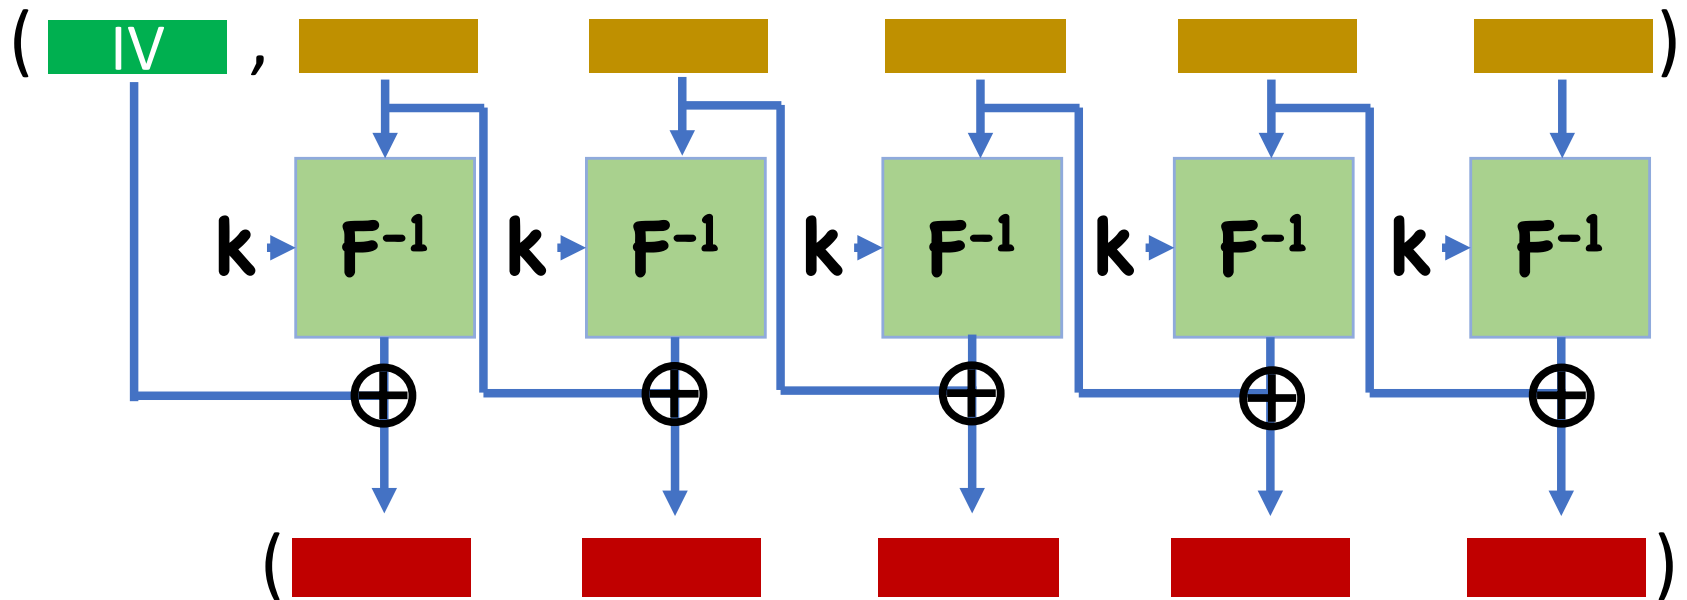 ( IV , )
k F⁻¹ k F⁻¹ k F⁻¹ k F⁻¹ k F⁻¹
( )